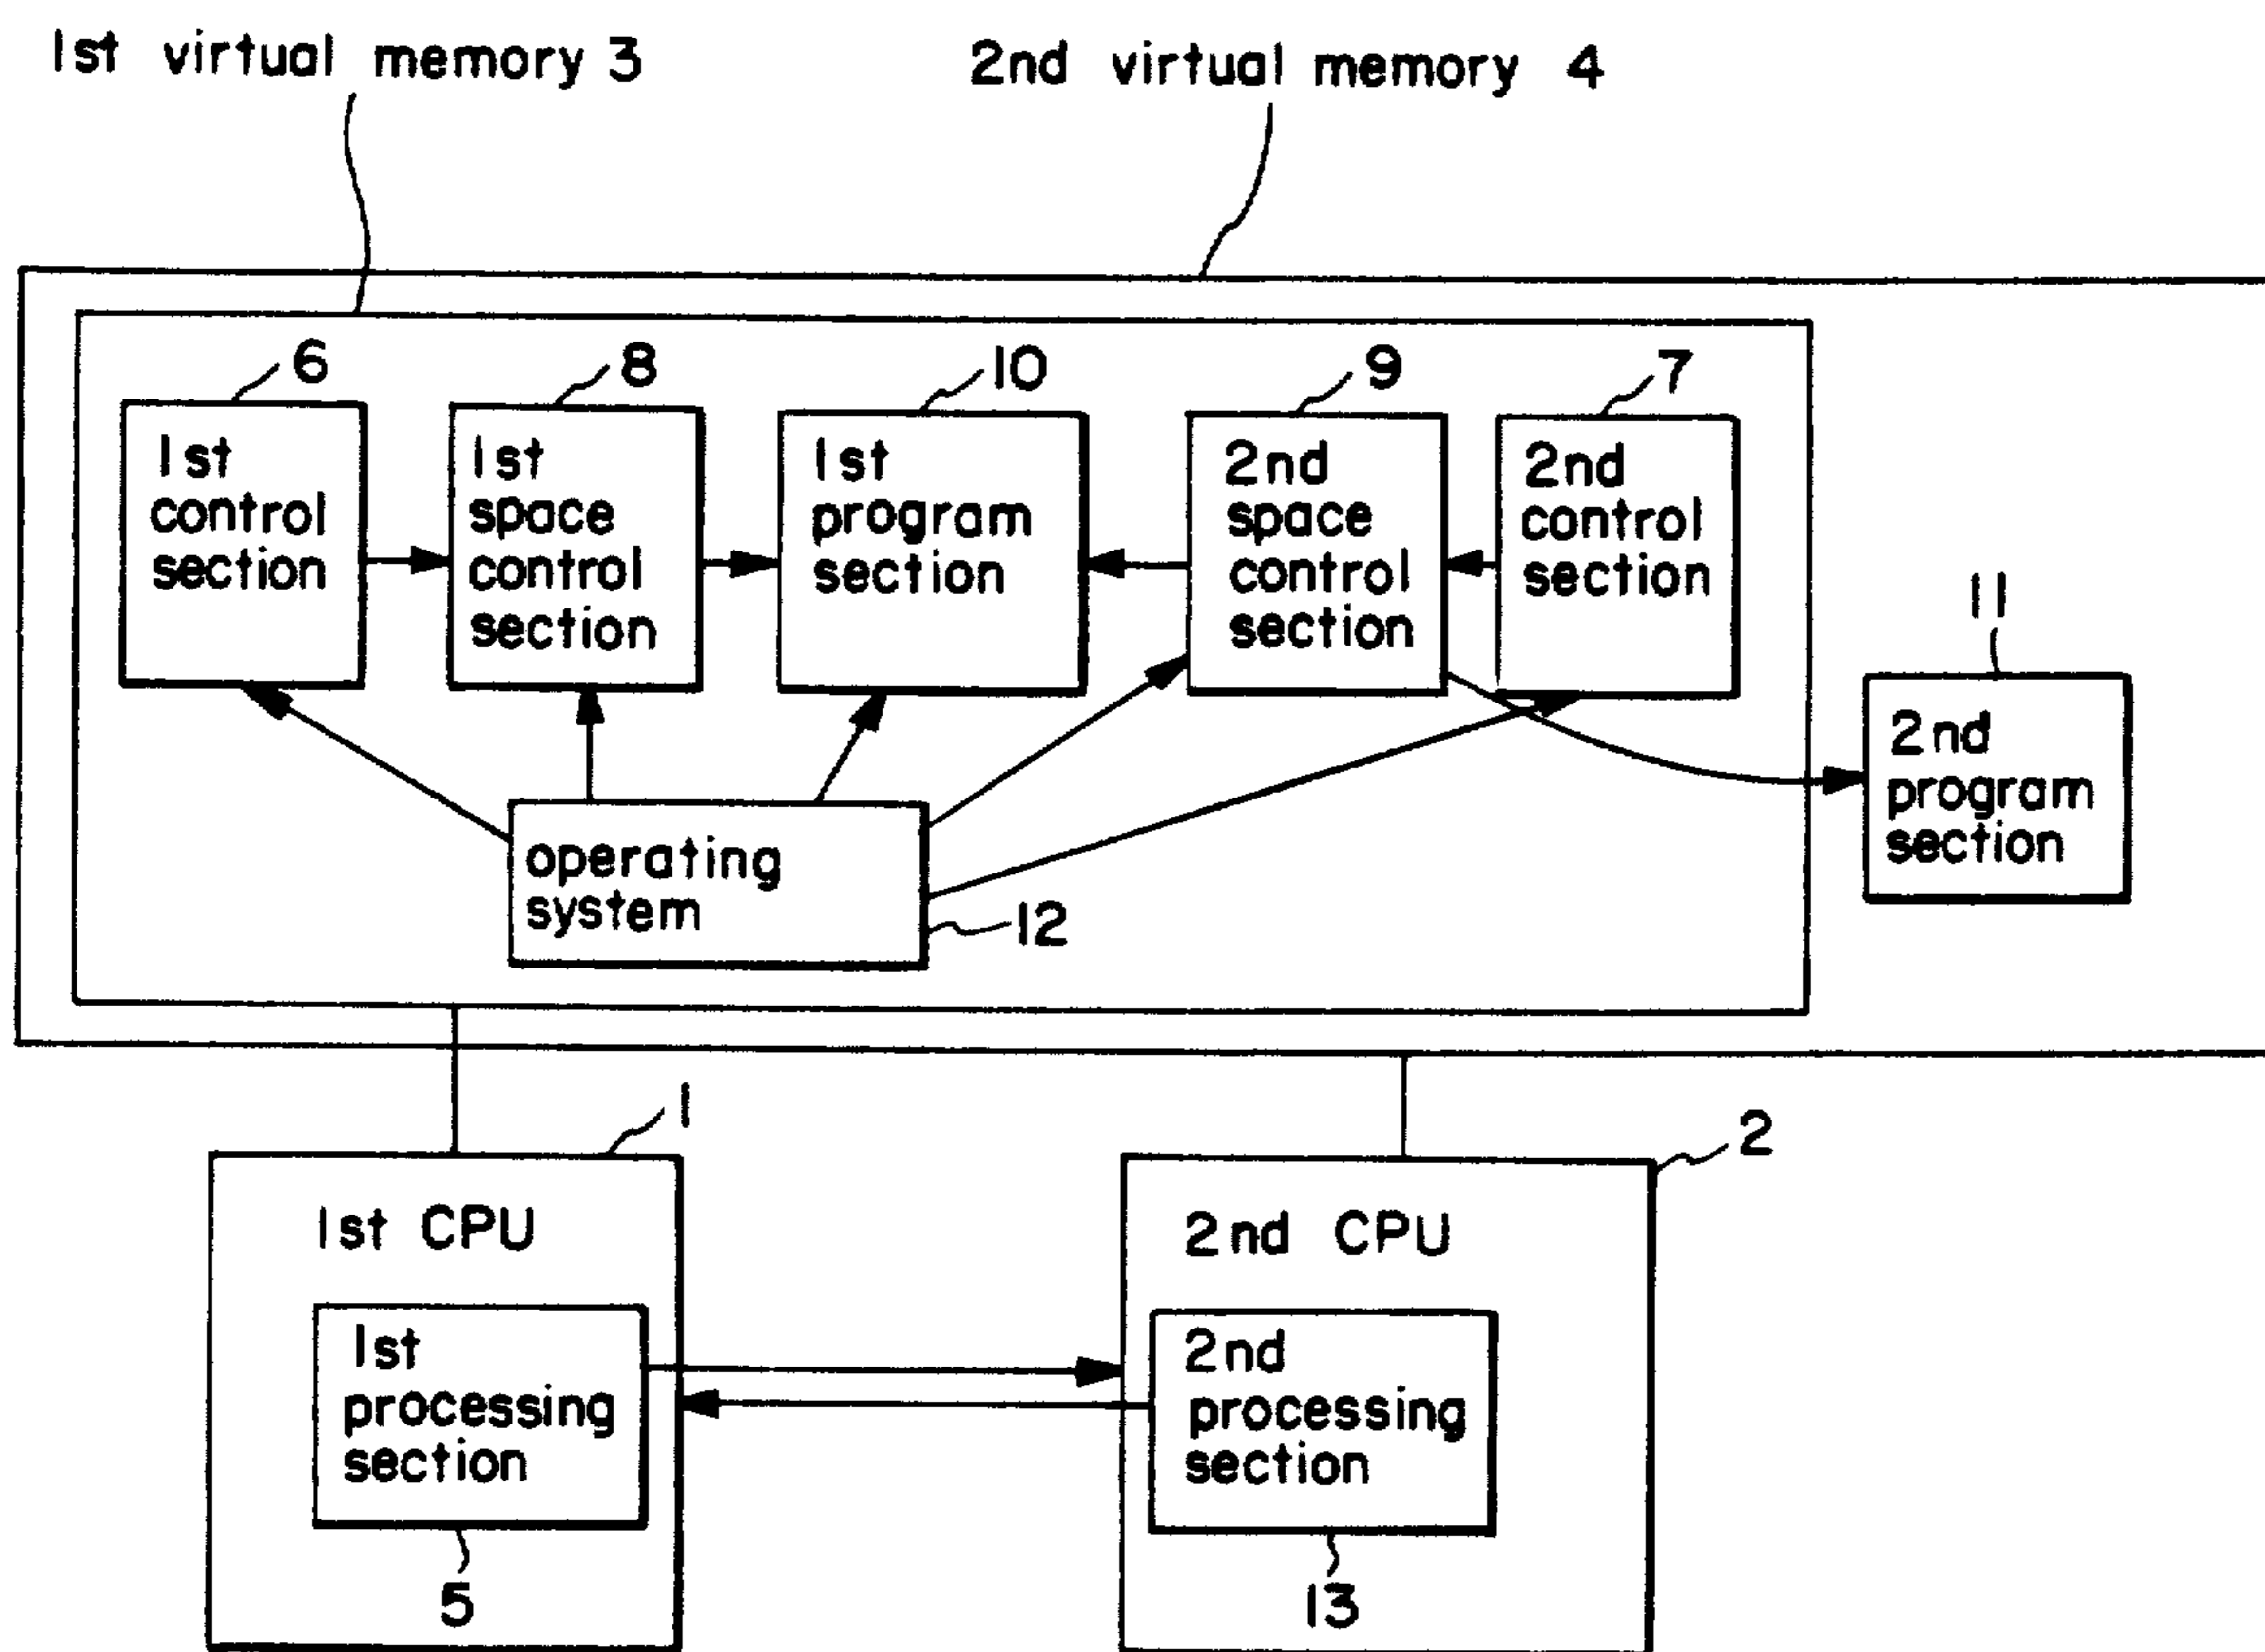 1st virtual memory 3
2nd virtual memory 4
6
8
10
9
7
1st
control
section
1st
space
control
section
1st
program
section
2nd
space
control
section
2nd
control
section
11
2nd
program
section
operating
system
12
1
2
1st CPU
2nd CPU
1st
processing
section
2nd
processing
section
5
13